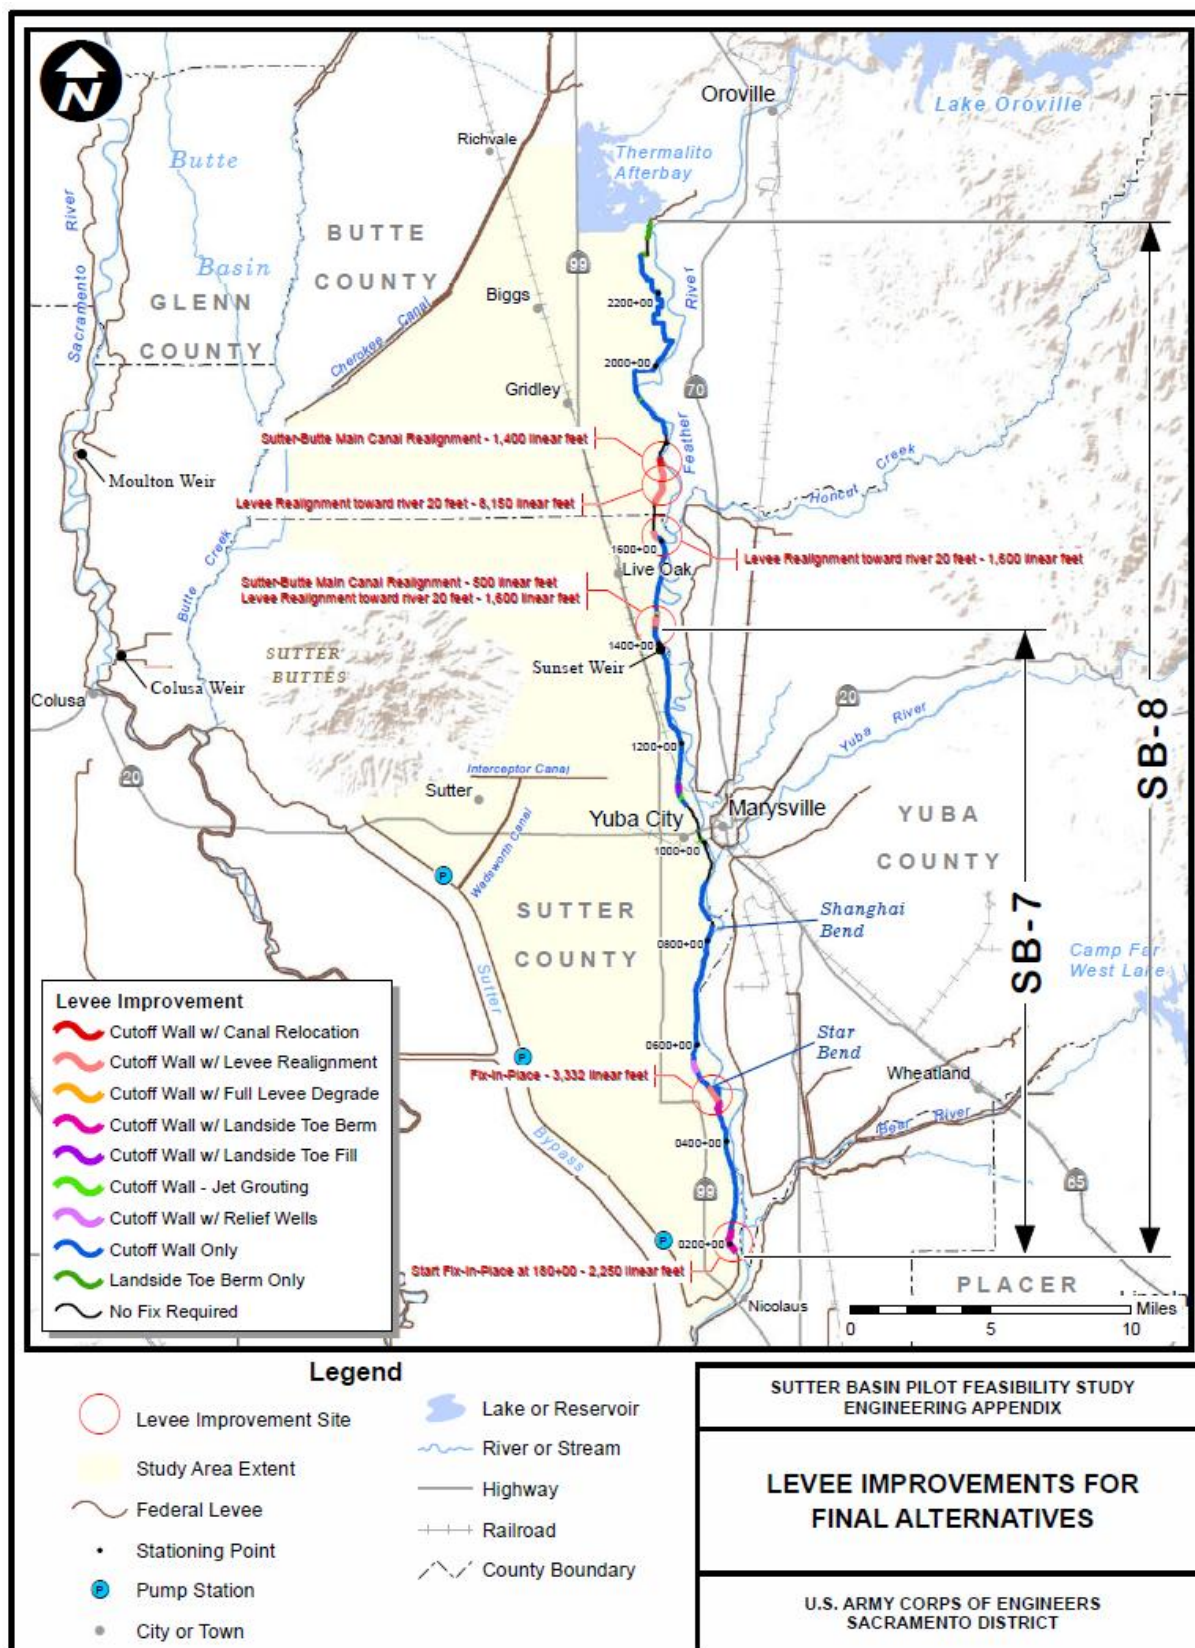 N
Oroville
Lake Oroville
Richvale
Thermalito
Afterbay
Butte
Basin
River
Sacramento
BUTTE
COUNTY
GLENN
COUNTY
99
Biggs
Cherokee Canal
River
2200+00
2000+00
70
Gridley
Feather
Sutter-Butte Main Canal Realignment - 1,400 linear feet
Moulton Weir
Levee Realignment toward river 20 feet - 8,150 linear feet
Honcut Creek
1600+00
Levee Realignment toward river 20 feet - 1,500 linear feet
Live Oak
Butte Creek
Sutter-Butte Main Canal Realignment - 500 linear feet
Levee Realignment toward river 20 feet - 1,600 linear feet
1400+00
Sunset Weir
SUTTER
BUTTES
Colusa Weir
Colusa
20
20
Yuba River
SB-8
1200+00
Interceptor Canal
Sutter
Yuba City
Marysville
1000+00
Wadsworth Canal
YUBA
COUNTY
P
SUTTER
COUNTY
Shanghai
Bend
0800+00
SB-7
Camp Far
West Lake
Sutter
Bypass
P
0600+00
Star
Bend
Fix-In-Place - 3,332 linear feet
Wheatland
Bear River
0400+00
99
65
P
0200+00
Start Fix-In-Place at 180+00 - 2,250 linear feet
PLACER
Nicolaus
Miles
0 5 10
Levee Improvement
Cutoff Wall w/ Canal Relocation
Cutoff Wall w/ Levee Realignment
Cutoff Wall w/ Full Levee Degrade
Cutoff Wall w/ Landside Toe Berm
Cutoff Wall w/ Landside Toe Fill
Cutoff Wall - Jet Grouting
Cutoff Wall w/ Relief Wells
Cutoff Wall Only
Landside Toe Berm Only
No Fix Required
Legend
Levee Improvement Site
Study Area Extent
Federal Levee
Stationing Point
P Pump Station
City or Town
Lake or Reservoir
River or Stream
Highway
Railroad
County Boundary
SUTTER BASIN PILOT FEASIBILITY STUDY
ENGINEERING APPENDIX
LEVEE IMPROVEMENTS FOR
FINAL ALTERNATIVES
U.S. ARMY CORPS OF ENGINEERS
SACRAMENTO DISTRICT